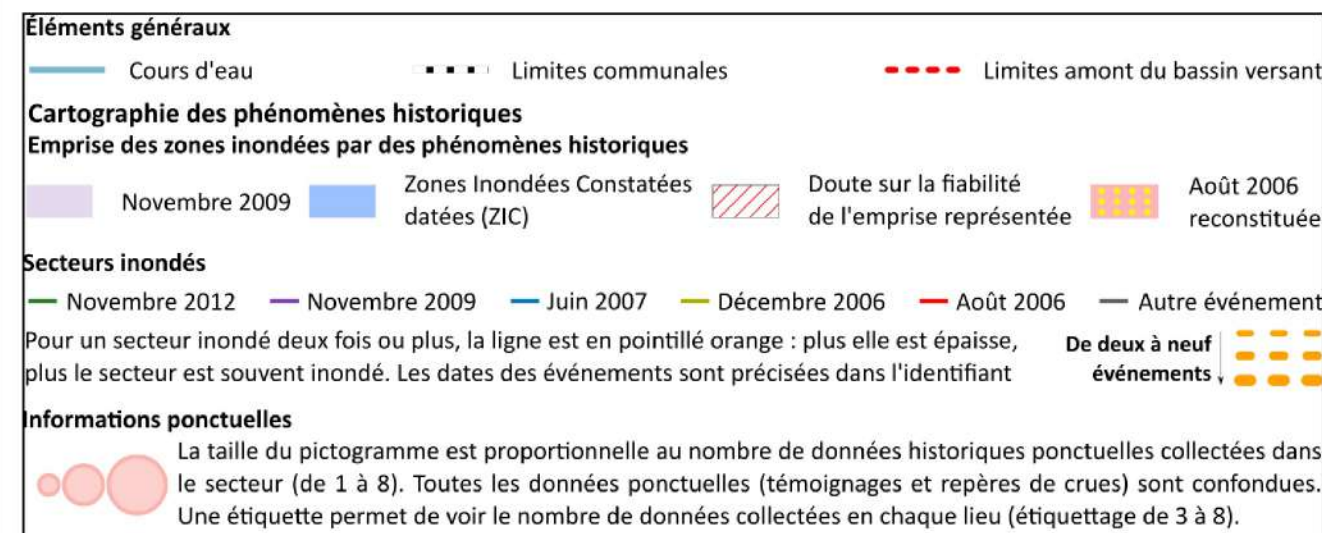 Éléments généraux
Cours d'eau Limites communales Limites amont du bassin versant
Cartographie des phénomènes historiques
Emprise des zones inondées par des phénomènes historiques
Novembre 2009 Zones Inondées Constatées datées (ZIC) Doute sur la fiabilité de l'emprise représentée Août 2006 reconstituée
Secteurs inondés
Novembre 2012 Novembre 2009 Juin 2007 Décembre 2006 Août 2006 Autre événement
Pour un secteur inondé deux fois ou plus, la ligne est en pointillé orange : plus elle est épaisse,
plus le secteur est souvent inondé. Les dates des événements sont précisées dans l'identifiant
De deux à neuf
événements
Informations ponctuelles
La taille du pictogramme est proportionnelle au nombre de données historiques ponctuelles collectées dans
le secteur (de 1 à 8). Toutes les données ponctuelles (témoignages et repères de crues) sont confondues.
Une étiquette permet de voir le nombre de données collectées en chaque lieu (étiquettage de 3 à 8).